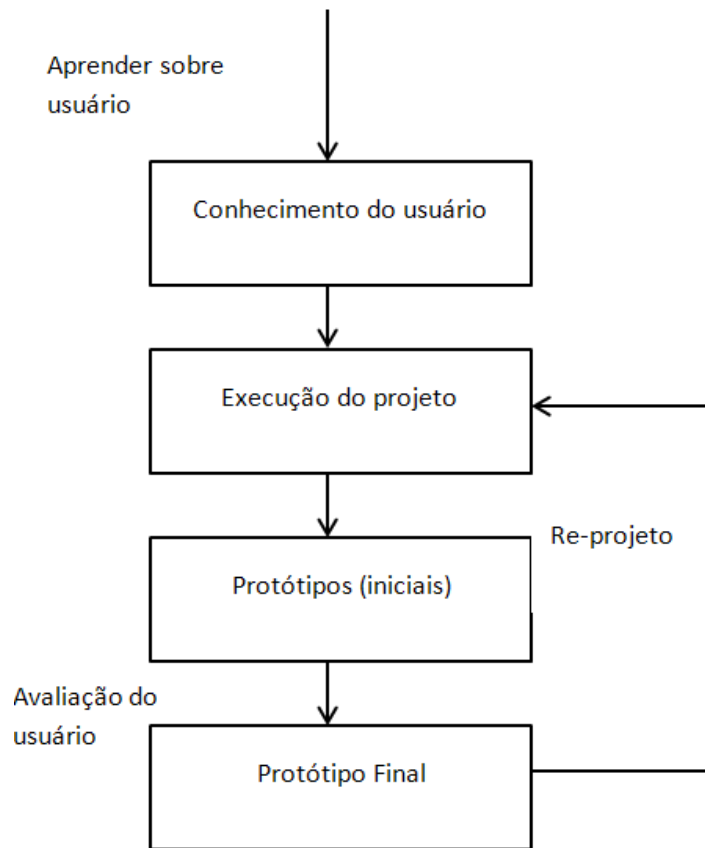 Aprender sobre
usuário
Conhecimento do usuário
Execução do projeto
Re-projeto
Protótipos (iniciais)
Avaliação do
usuário
Protótipo Final